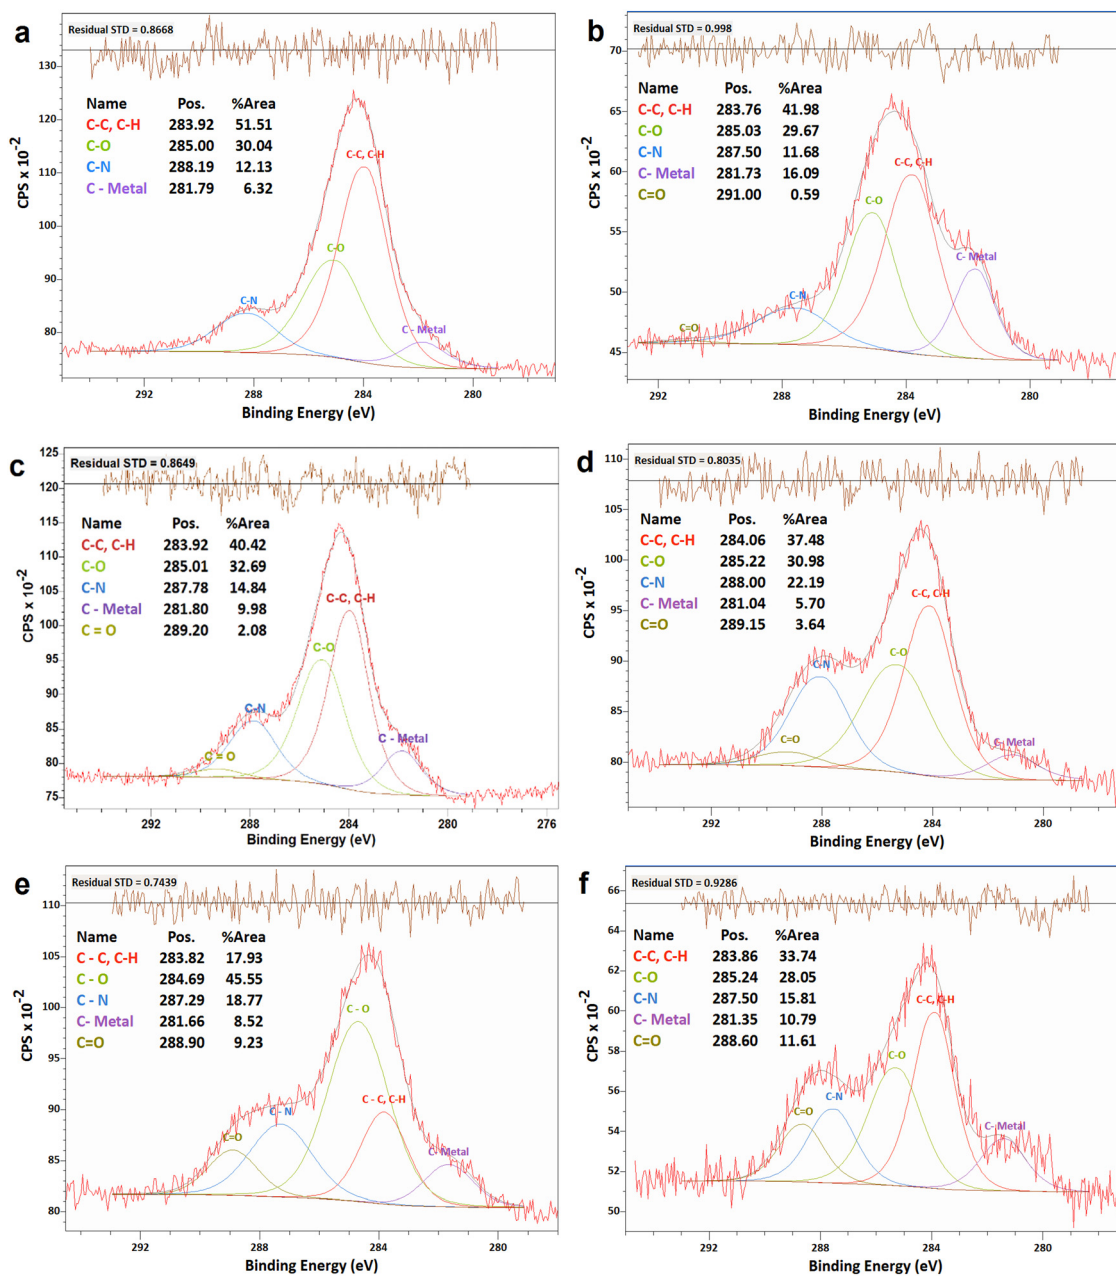 a
Residual STD = 0.8668
130
120
110
100
90
80
CPS x 10⁻²
Name Pos. %Area
C-C, C-H 283.92 51.51
C-O 285.00 30.04
C-N 288.19 12.13
C - Metal 281.79 6.32
C-C, C-H
C-O
C-N
C - Metal
292 288 284 280
Binding Energy (eV)
b
Residual STD = 0.998
70
65
60
55
50
45
CPS x 10⁻²
Name Pos. %Area
C-C, C-H 283.76 41.98
C-O 285.03 29.67
C-N 287.50 11.68
C- Metal 281.73 16.09
C=O 291.00 0.59
C-C, C-H
C-O
C- Metal
C-N
C=O
292 288 284 280
Binding Energy (eV)
c
Residual STD = 0.8649
125
120
115
110
105
100
95
90
85
80
75
CPS x 10⁻²
Name Pos. %Area
C-C, C-H 283.92 40.42
C-O 285.01 32.69
C-N 287.78 14.84
C - Metal 281.80 9.98
C = O 289.20 2.08
C-C, C-H
C-O
C-N
C - Metal
C = O
292 288 284 280 276
Binding Energy (eV)
d
Residual STD = 0.8035
110
105
100
95
90
85
80
CPS x 10⁻²
Name Pos. %Area
C-C, C-H 284.06 37.48
C-O 285.22 30.98
C-N 288.00 22.19
C- Metal 281.04 5.70
C=O 289.15 3.64
C-C, C-H
C-O
C-N
C=O
C- Metal
292 288 284 280
Binding Energy (eV)
e
Residual STD = 0.7439
110
105
100
95
90
85
80
CPS x 10⁻²
Name Pos. %Area
C - C, C-H 283.82 17.93
C - O 284.69 45.55
C - N 287.29 18.77
C- Metal 281.66 8.52
C=O 288.90 9.23
C - O
C - C, C-H
C - N
C=O
C- Metal
292 288 284 280
Binding Energy (eV)
f
Residual STD = 0.9286
66
64
62
60
58
56
54
52
50
CPS x 10⁻²
Name Pos. %Area
C-C, C-H 283.86 33.74
C-O 285.24 28.05
C-N 287.50 15.81
C- Metal 281.35 10.79
C=O 288.60 11.61
C-C, C-H
C-O
C-N
C=O
C- Metal
292 288 284 280
Binding Energy (eV)